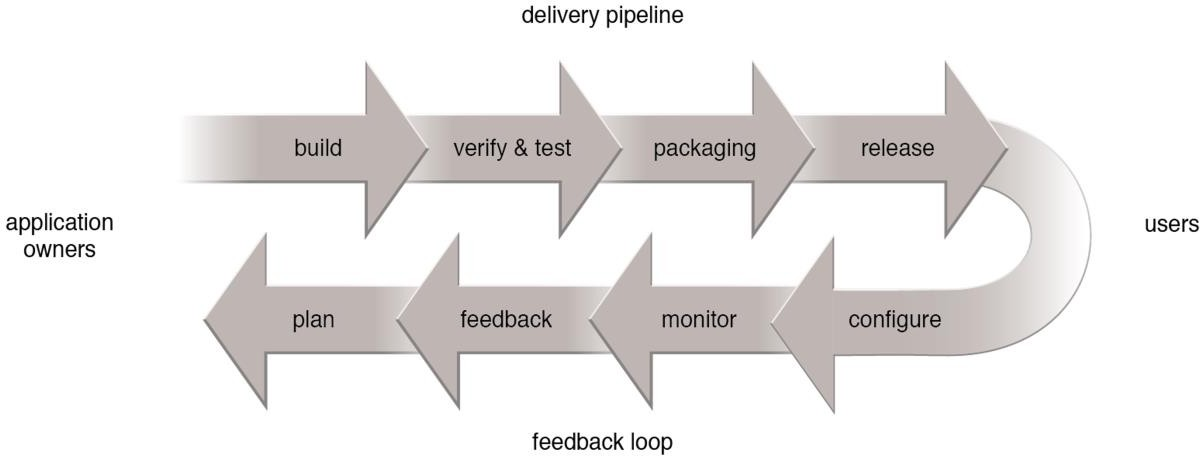 delivery pipeline
build
verify & test
packaging
release
application
owners
users
plan
feedback
monitor
configure
feedback loop